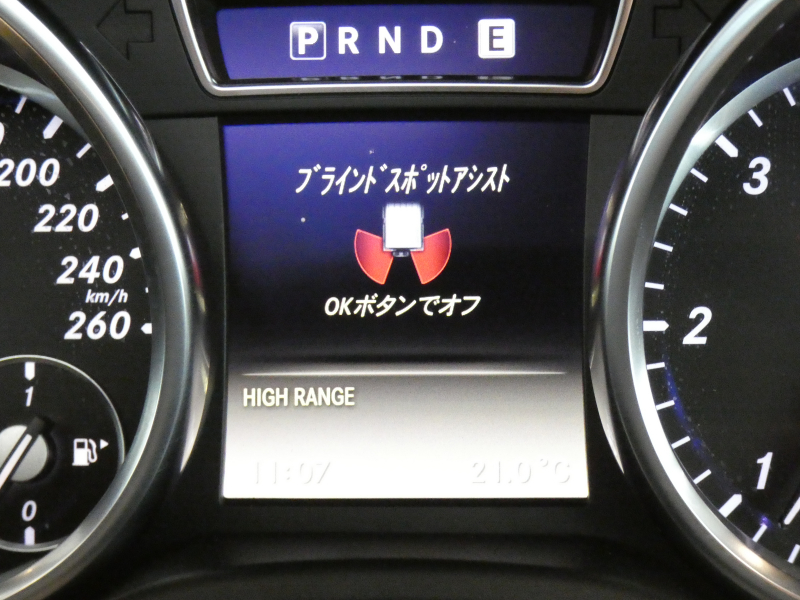 P R N D E
ブラインドスポットアシスト
OKボタンでオフ
HIGH RANGE
11:07 21.0°C
200
220
240
km/h
260
1
0
3
2
1